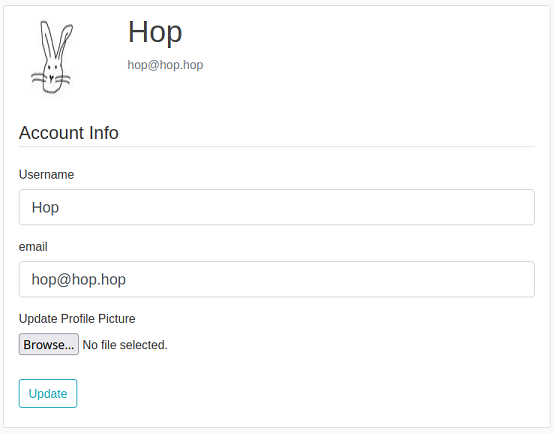 Hop
hop@hop.hop
Account Info
Username
Hop
email
hop@hop.hop
Update Profile Picture
Browse... No file selected.
Update